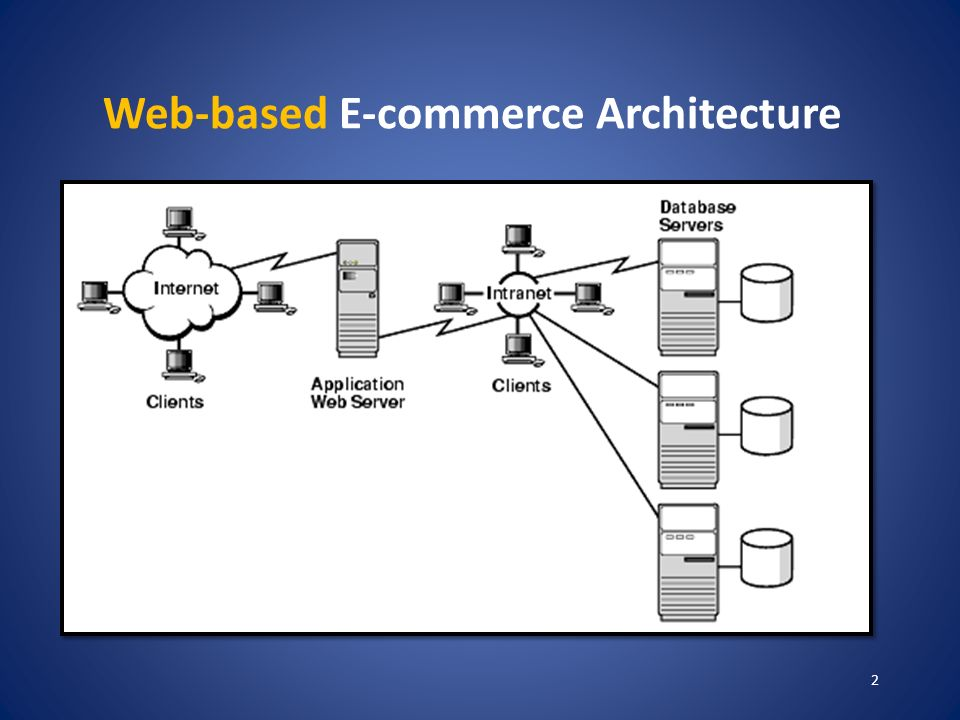 Web-based E-commerce Architecture
Database
Servers
Internet
Intranet
Application
Web Server
Clients
Clients
2